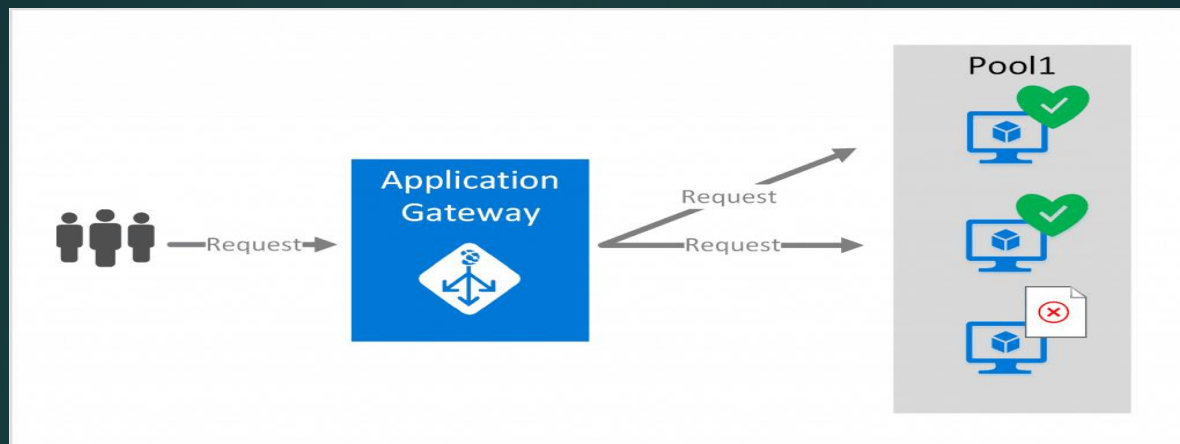 Pool1
Application
Gateway
Request
Request
Request